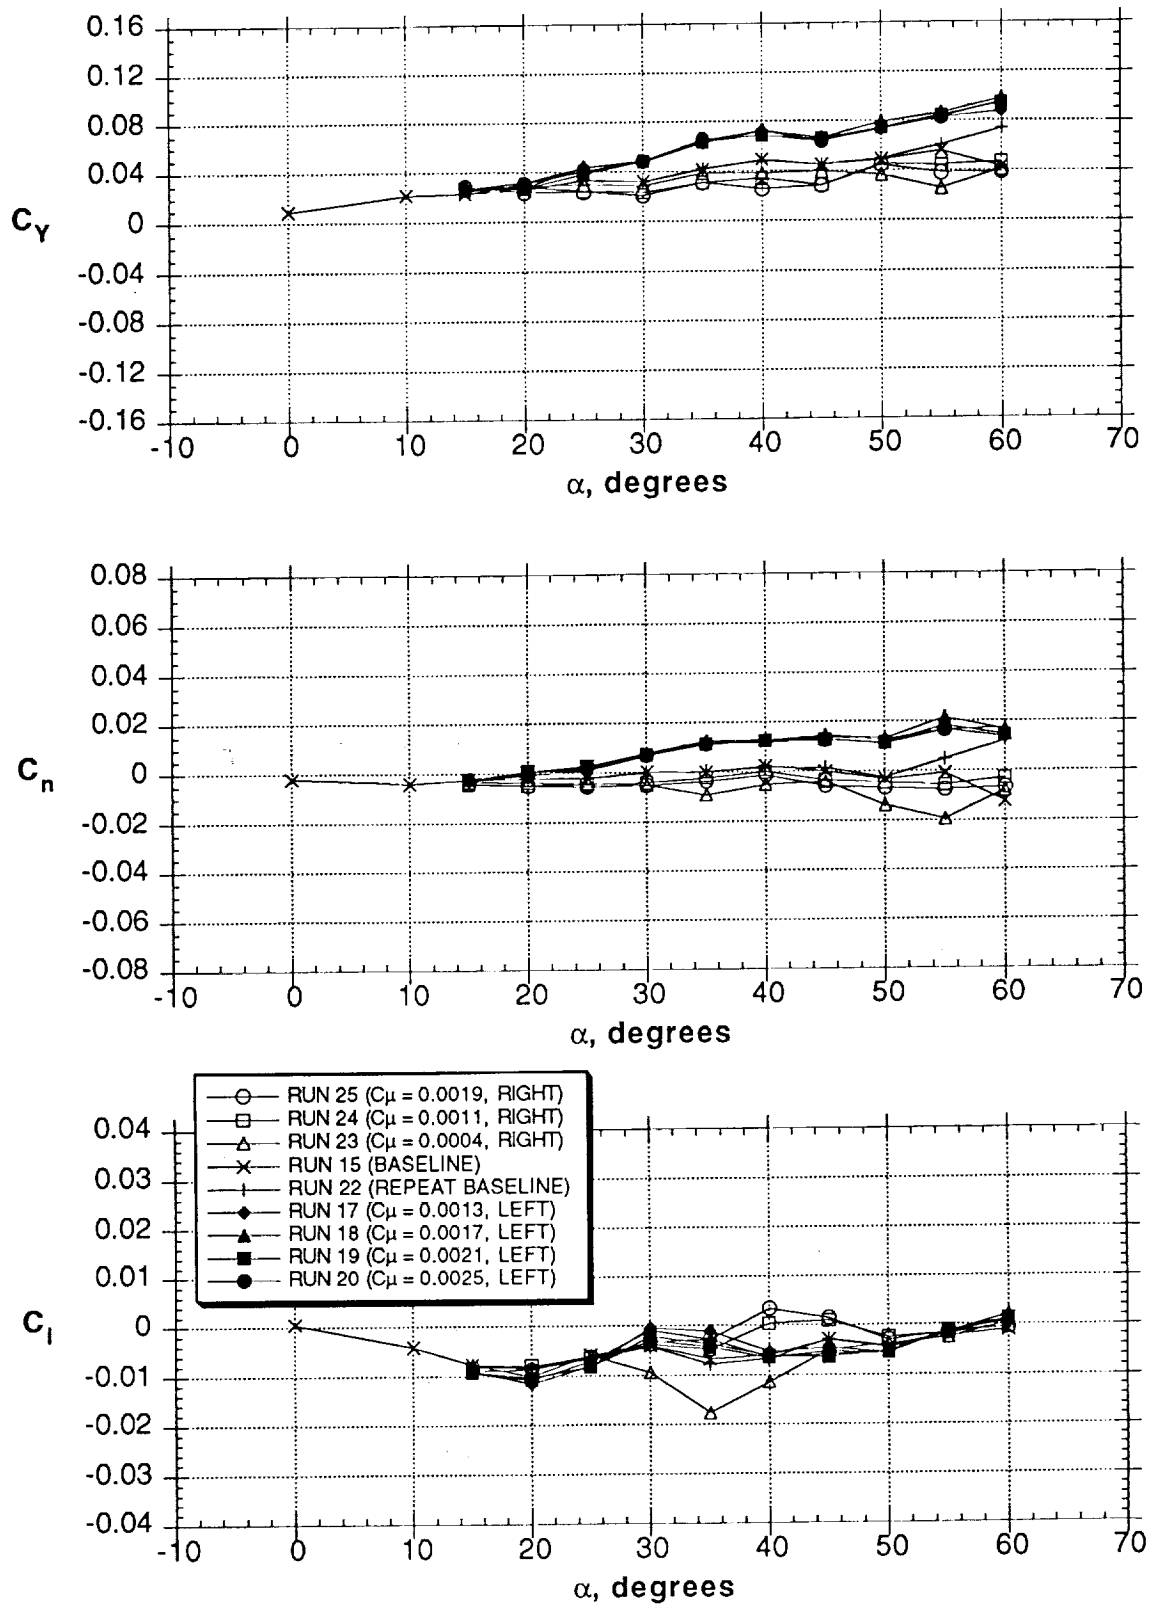 0.16
0.12
0.08
0.04
0
-0.04
-0.08
-0.12
-0.16
C_Y
-10 0 10 20 30 40 50 60 70
α, degrees
0.08
0.06
0.04
0.02
0
-0.02
-0.04
-0.06
-0.08
C_n
-10 0 10 20 30 40 50 60 70
α, degrees
RUN 25 (Cμ = 0.0019, RIGHT)
RUN 24 (Cμ = 0.0011, RIGHT)
RUN 23 (Cμ = 0.0004, RIGHT)
RUN 15 (BASELINE)
RUN 22 (REPEAT BASELINE)
RUN 17 (Cμ = 0.0013, LEFT)
RUN 18 (Cμ = 0.0017, LEFT)
RUN 19 (Cμ = 0.0021, LEFT)
RUN 20 (Cμ = 0.0025, LEFT)
0.04
0.03
0.02
0.01
0
-0.01
-0.02
-0.03
-0.04
C_l
-10 0 10 20 30 40 50 60 70
α, degrees